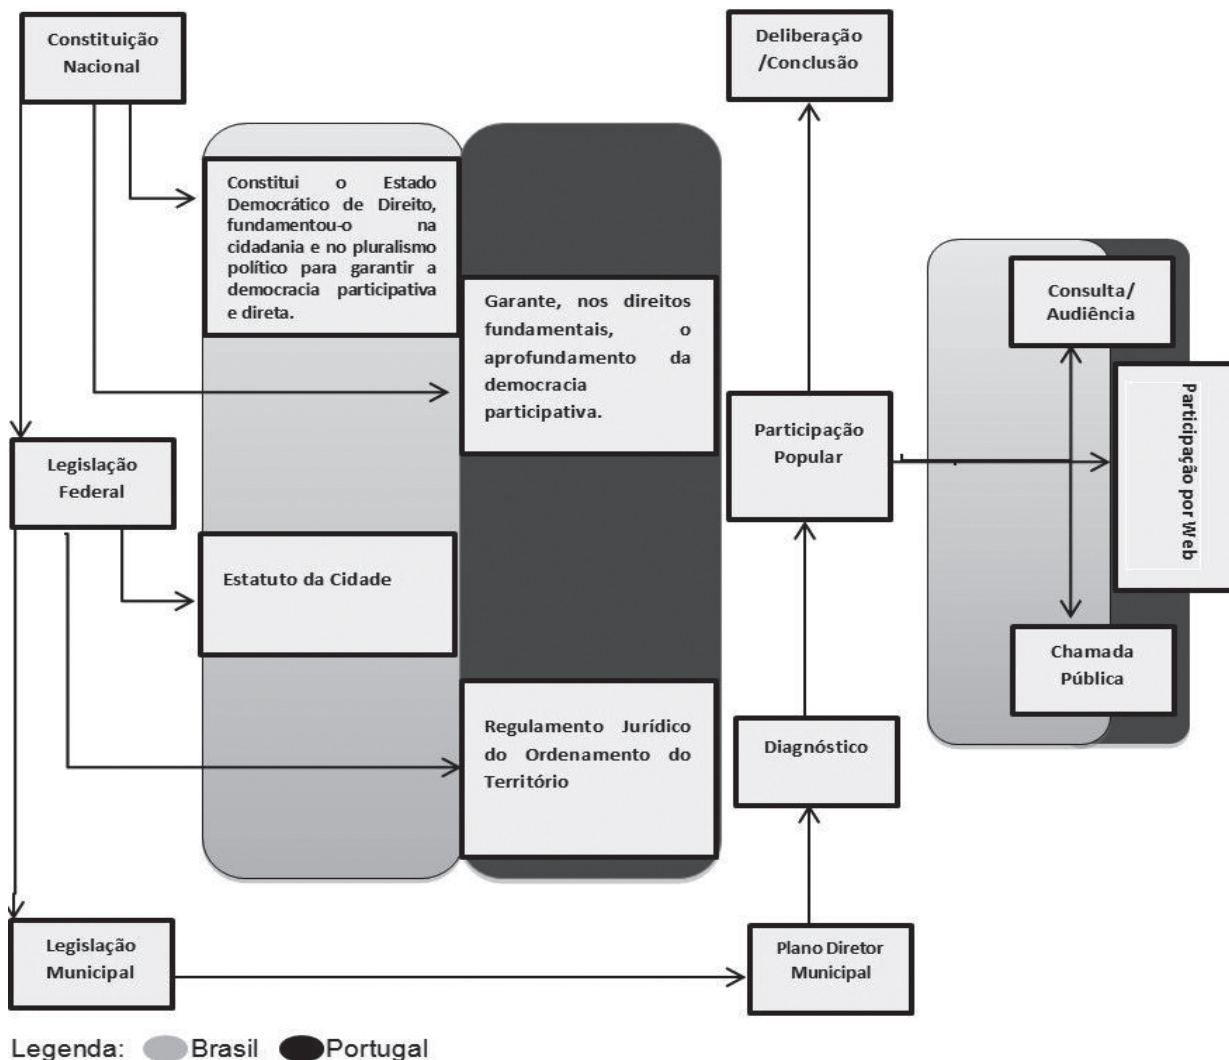 Constituição
Nacional
Constitui o Estado
Democrático de Direito,
fundamentou-o na
cidadania e no pluralismo
político para garantir a
democracia participativa
e direta.
Garante, nos direitos
fundamentais, o
aprofundamento da
democracia
participativa.
Legislação
Federal
Estatuto da Cidade
Regulamento Jurídico
do Ordenamento do
Território
Legislação
Municipal
Plano Diretor
Municipal
Diagnóstico
Participação
Popular
Deliberação
/Conclusão
Consulta/
Audiência
Participação por Web
Chamada
Pública
Legenda: Brasil Portugal